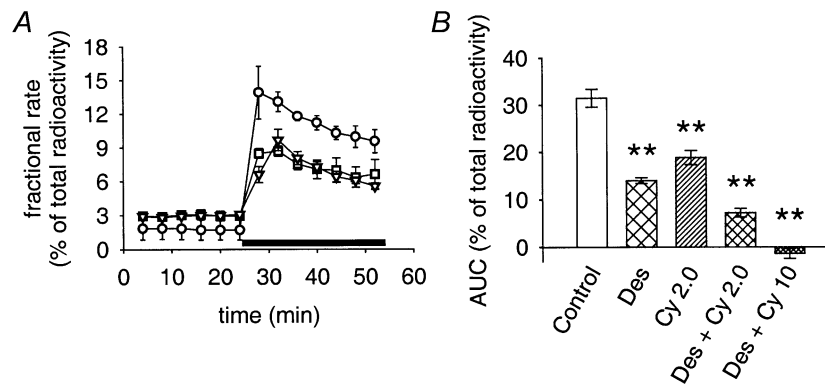 A
fractional rate
(% of total radioactivity)
18
15
12
9
6
3
0
0 10 20 30 40 50 60
time (min)
B
AUC (% of total radioactivity)
40
30
20
10
0
**
**
**
**
Control
Des
Cy 2.0
Des + Cy 2.0
Des + Cy 10